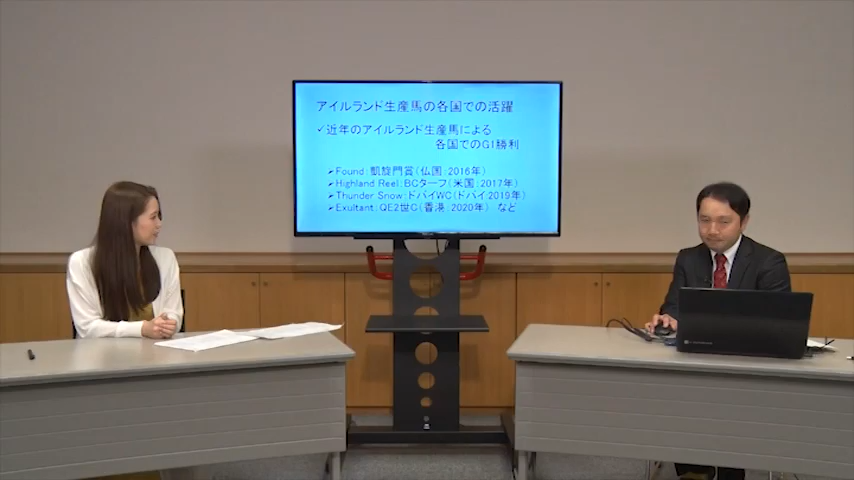 アイルランド生産馬の各国での活躍
✓近年のアイルランド生産馬による
各国でのGⅠ勝利
➢Found：凱旋門賞（仏国：2016年）
➢Highland Reel：BCターフ（米国：2017年）
➢Thunder Snow：ドバイWC（ドバイ：2019年）
➢Exultant：QE2世C（香港：2020年） など